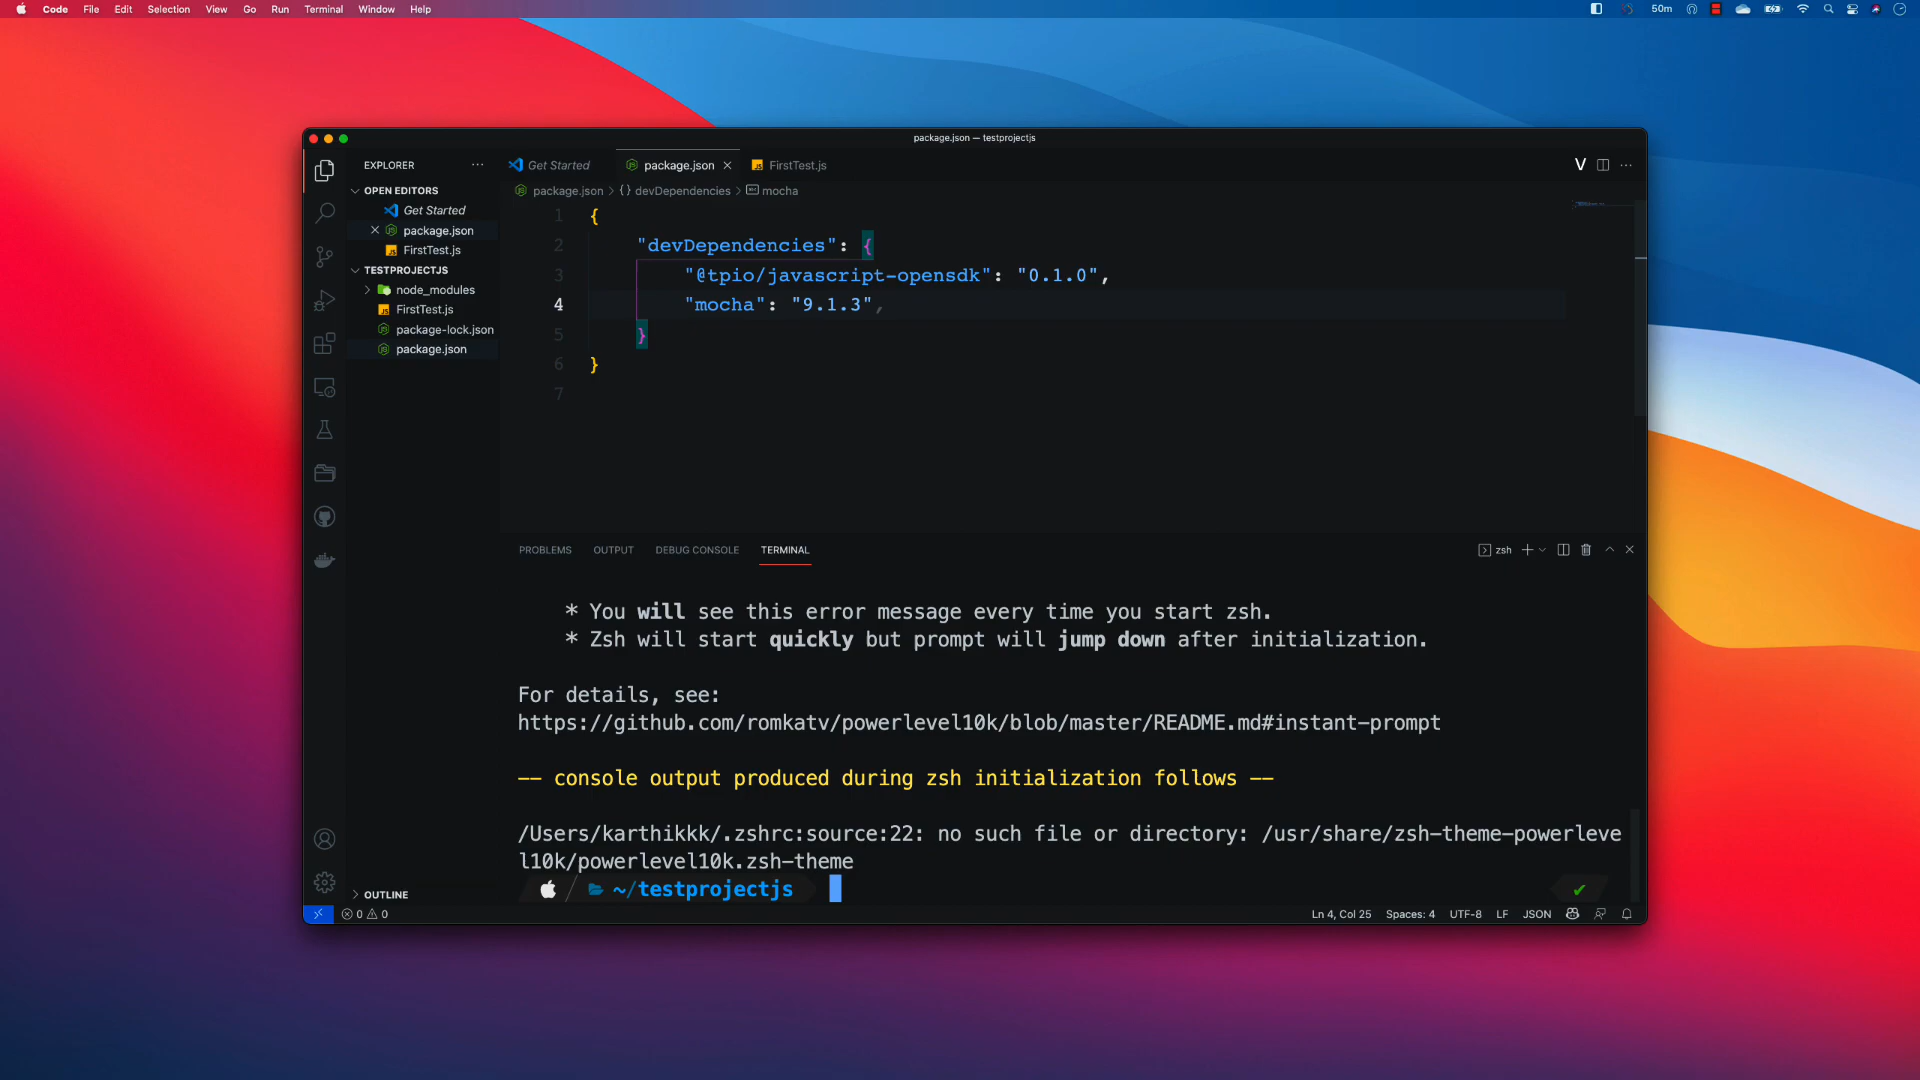 Code File Edit Selection View Go Run Terminal Window Help 50m
package.json — testprojectjs
EXPLORER
Get Started package.json FirstTest.js V
package.json > { } devDependencies > abc mocha
OPEN EDITORS
Get Started
package.json
FirstTest.js
TESTPROJECTJS
node_modules
FirstTest.js
package-lock.json
package.json
OUTLINE
1 {
2 "devDependencies": {
3 "@tpio/javascript-opensdk": "0.1.0",
4 "mocha": "9.1.3",
5 }
6 }
7
PROBLEMS OUTPUT DEBUG CONSOLE TERMINAL zsh
* You will see this error message every time you start zsh.
* Zsh will start quickly but prompt will jump down after initialization.
For details, see:
https://github.com/romkatv/powerlevel10k/blob/master/README.md#instant-prompt
-- console output produced during zsh initialization follows --
/Users/karthikkk/.zshrc:source:22: no such file or directory: /usr/share/zsh-theme-powerleve
l10k/powerlevel10k.zsh-theme
~/testprojectjs ✔
0 0 Ln 4, Col 25 Spaces: 4 UTF-8 LF JSON